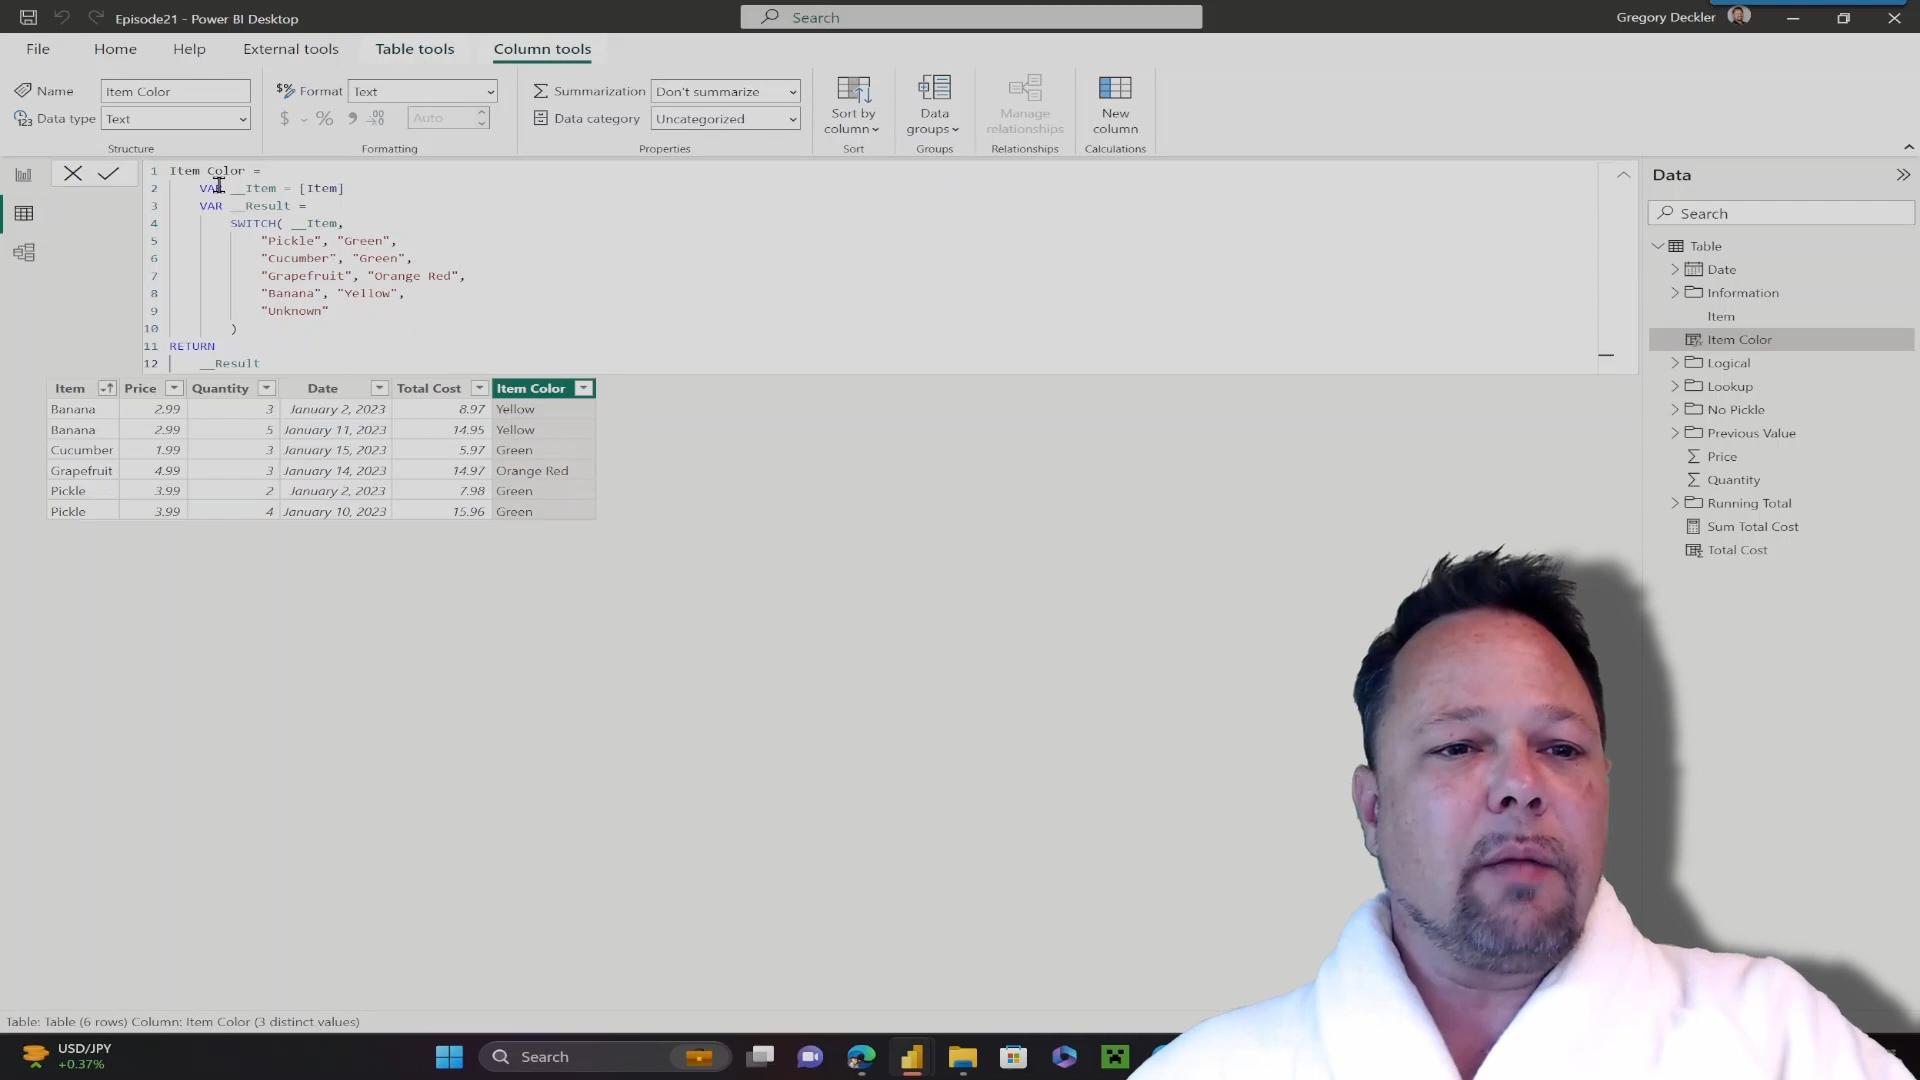 Episode21 - Power BI Desktop
Search
Gregory Deckler
File
Home
Help
External tools
Table tools
Column tools
Name
Item Color
Data type
Text
Structure
Format
Text
$
%
Auto
Formatting
Summarization
Don't summarize
Data category
Uncategorized
Properties
Sort by
column
Sort
Data
groups
Groups
Manage
relationships
Relationships
New
column
Calculations
1 Item Color =
2 VAR __Item = [Item]
3 VAR __Result =
4 SWITCH( __Item,
5 "Pickle", "Green",
6 "Cucumber", "Green",
7 "Grapefruit", "Orange Red",
8 "Banana", "Yellow",
9 "Unknown"
10 )
11 RETURN
12 __Result
Item Price Quantity Date Total Cost Item Color
Banana 2.99 3 January 2, 2023 8.97 Yellow
Banana 2.99 5 January 11, 2023 14.95 Yellow
Cucumber 1.99 3 January 15, 2023 5.97 Green
Grapefruit 4.99 3 January 14, 2023 14.97 Orange Red
Pickle 3.99 2 January 2, 2023 7.98 Green
Pickle 3.99 4 January 10, 2023 15.96 Green
Data
Search
Table
Date
Information
Item
Item Color
Logical
Lookup
No Pickle
Previous Value
Price
Quantity
Running Total
Sum Total Cost
Total Cost
Table: Table (6 rows) Column: Item Color (3 distinct values)
USD/JPY
+0.37%
Search